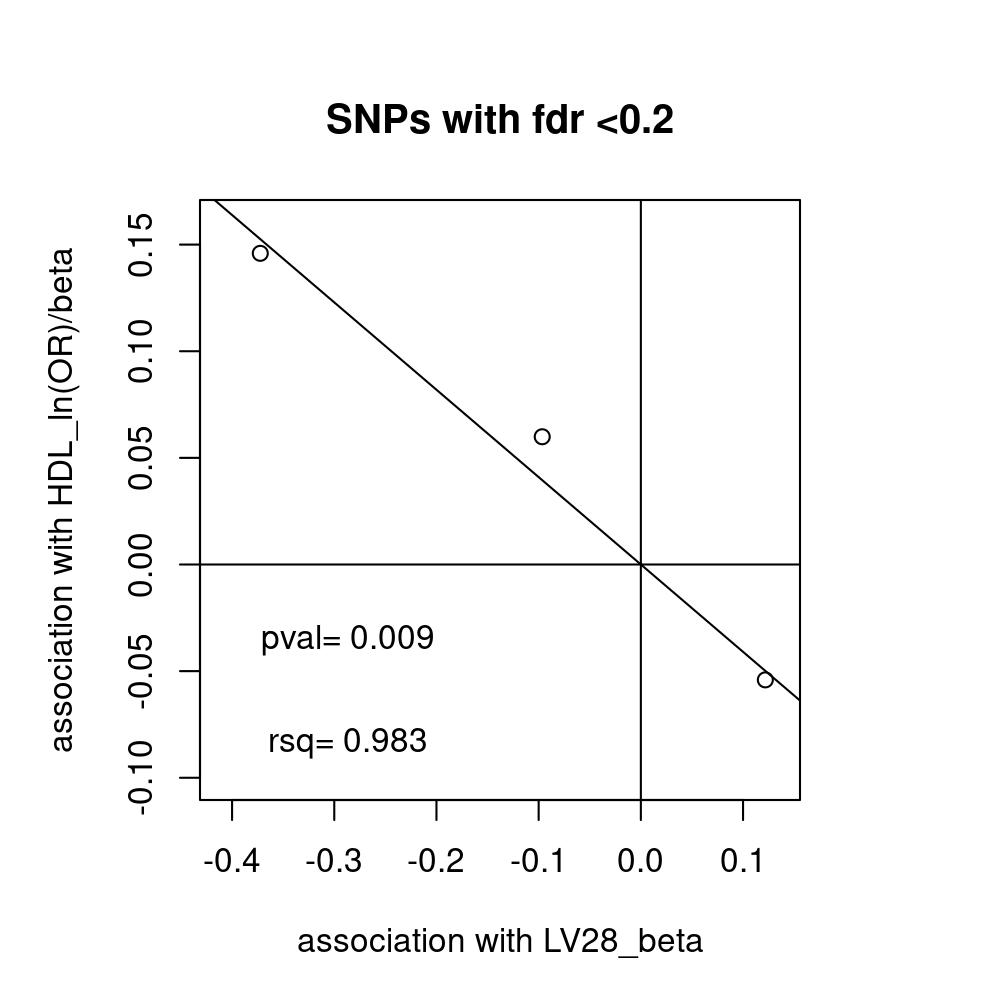 SNPs with fdr <0.2
association with HDL_ln(OR)/beta
0.15
0.10
0.05
0.00
-0.05
-0.10
pval= 0.009
rsq= 0.983
-0.4 -0.3 -0.2 -0.1 0.0 0.1
association with LV28_beta